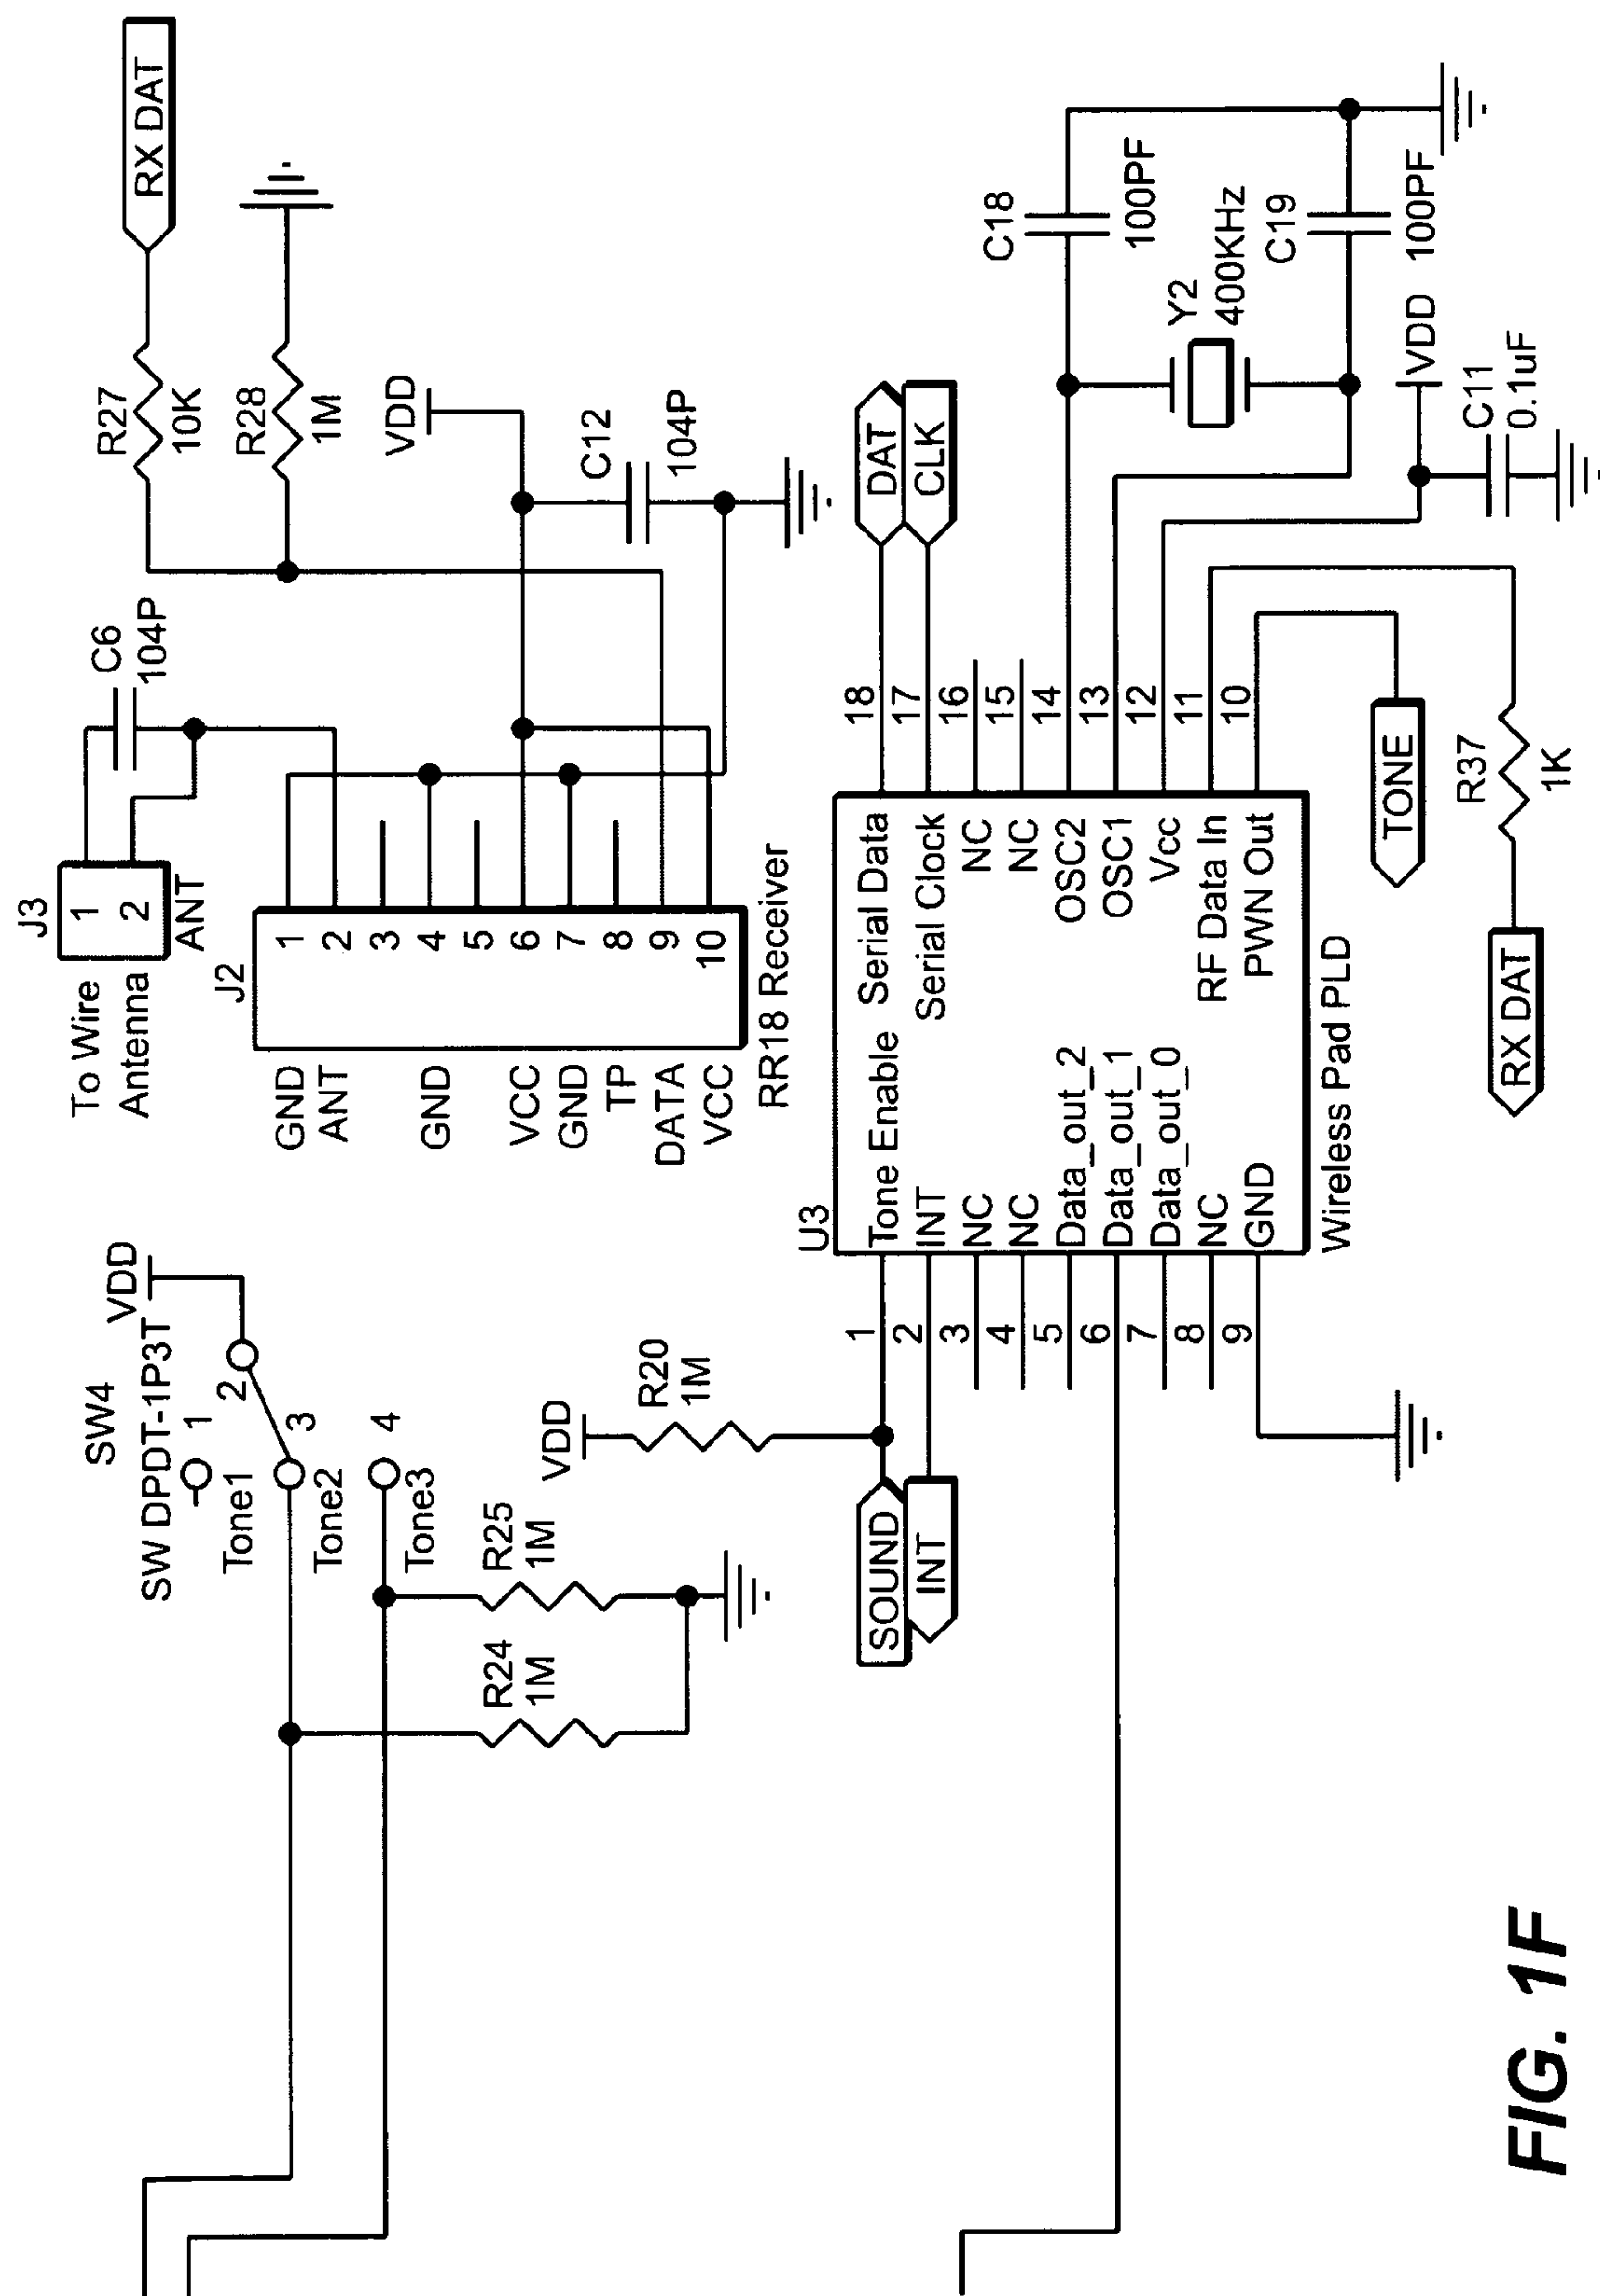 SW4
SW DPDT-1P3T
VDD
1
2
3
4
Tone1
Tone2
Tone3
R24
1M
R25
1M
J3
1
2
ANT
To Wire
Antenna
C6
104P
R27
10K
RX DAT
R28
1M
J2
GND 1
ANT 2
3
GND 4
5
VCC 6
GND 7
TP 8
DATA 9
VCC 10
RR18 Receiver
VDD
C12
104P
VDD
R20
1M
SOUND
INT
U3
1 Tone Enable Serial Data 18
2 INT Serial Clock 17
3 NC NC 16
4 NC NC 15
5 Data_out_2 OSC2 14
6 Data_out_1 OSC1 13
7 Data_out_0 Vcc 12
8 NC RF Data In 11
9 GND PWN Out 10
Wireless Pad PLD
DAT
CLK
C18
100PF
Y2
400KHz
C19
100PF
VDD
C11
0.1uF
TONE
R37
1K
RX DAT
FIG. 1F